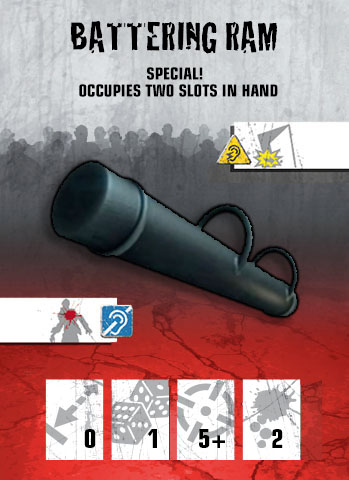 BATTERING RAM
SPECIAL!
OCCUPIES TWO SLOTS IN HAND
0 1 5+ 2